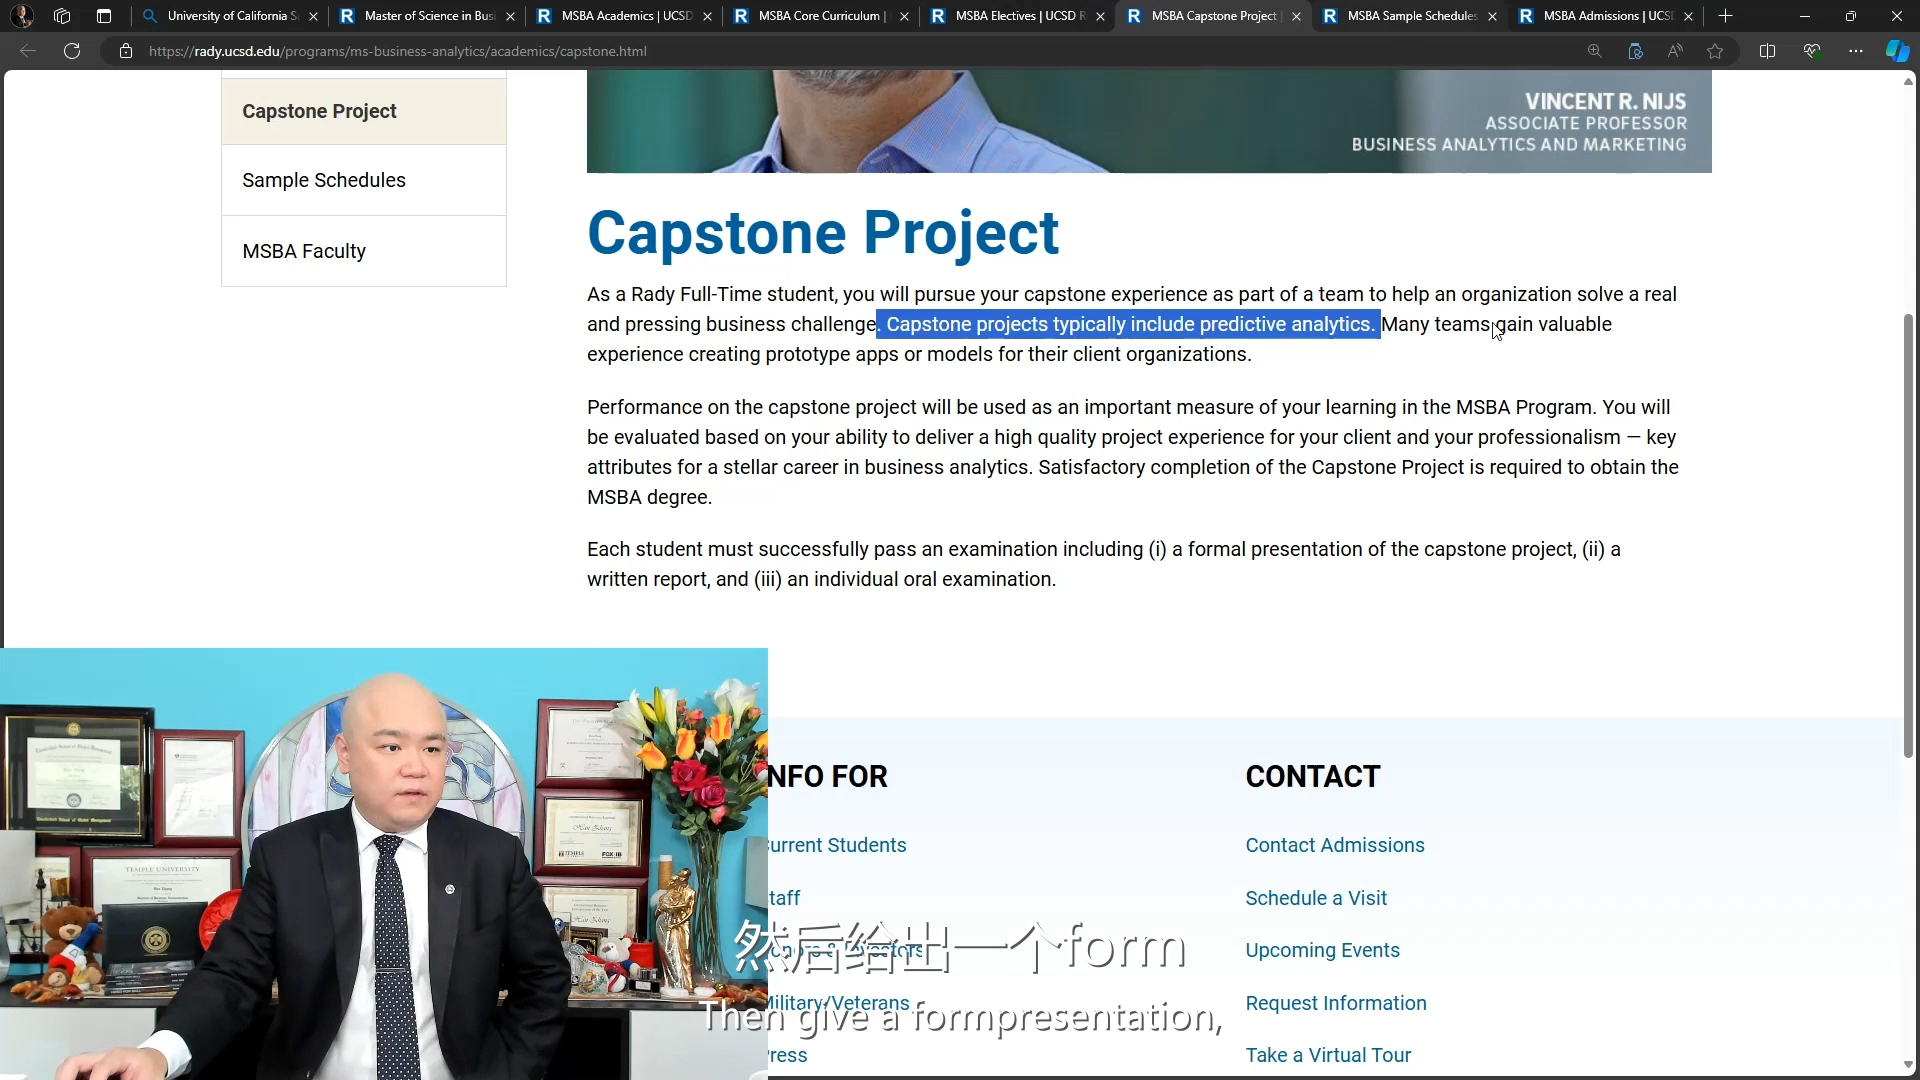 University of California S
Master of Science in Busi
MSBA Academics | UCSD
MSBA Core Curriculum |
MSBA Electives | UCSD R
MSBA Capstone Project |
MSBA Sample Schedules
MSBA Admissions | UCSD
https://rady.ucsd.edu/programs/ms-business-analytics/academics/capstone.html
Capstone Project
Sample Schedules
MSBA Faculty
VINCENT R. NIJS
ASSOCIATE PROFESSOR
BUSINESS ANALYTICS AND MARKETING
Capstone Project
As a Rady Full-Time student, you will pursue your capstone experience as part of a team to help an organization solve a real
and pressing business challenge. Capstone projects typically include predictive analytics. Many teams gain valuable
experience creating prototype apps or models for their client organizations.
Performance on the capstone project will be used as an important measure of your learning in the MSBA Program. You will
be evaluated based on your ability to deliver a high quality project experience for your client and your professionalism — key
attributes for a stellar career in business analytics. Satisfactory completion of the Capstone Project is required to obtain the
MSBA degree.
Each student must successfully pass an examination including (i) a formal presentation of the capstone project, (ii) a
written report, and (iii) an individual oral examination.
NFO FOR
urrent Students
taff
onors & Investors
Military/Veterans
ress
CONTACT
Contact Admissions
Schedule a Visit
Upcoming Events
Request Information
Take a Virtual Tour
TEMPLE UNIVERSITY
然后给出一个form
Then give a formpresentation,